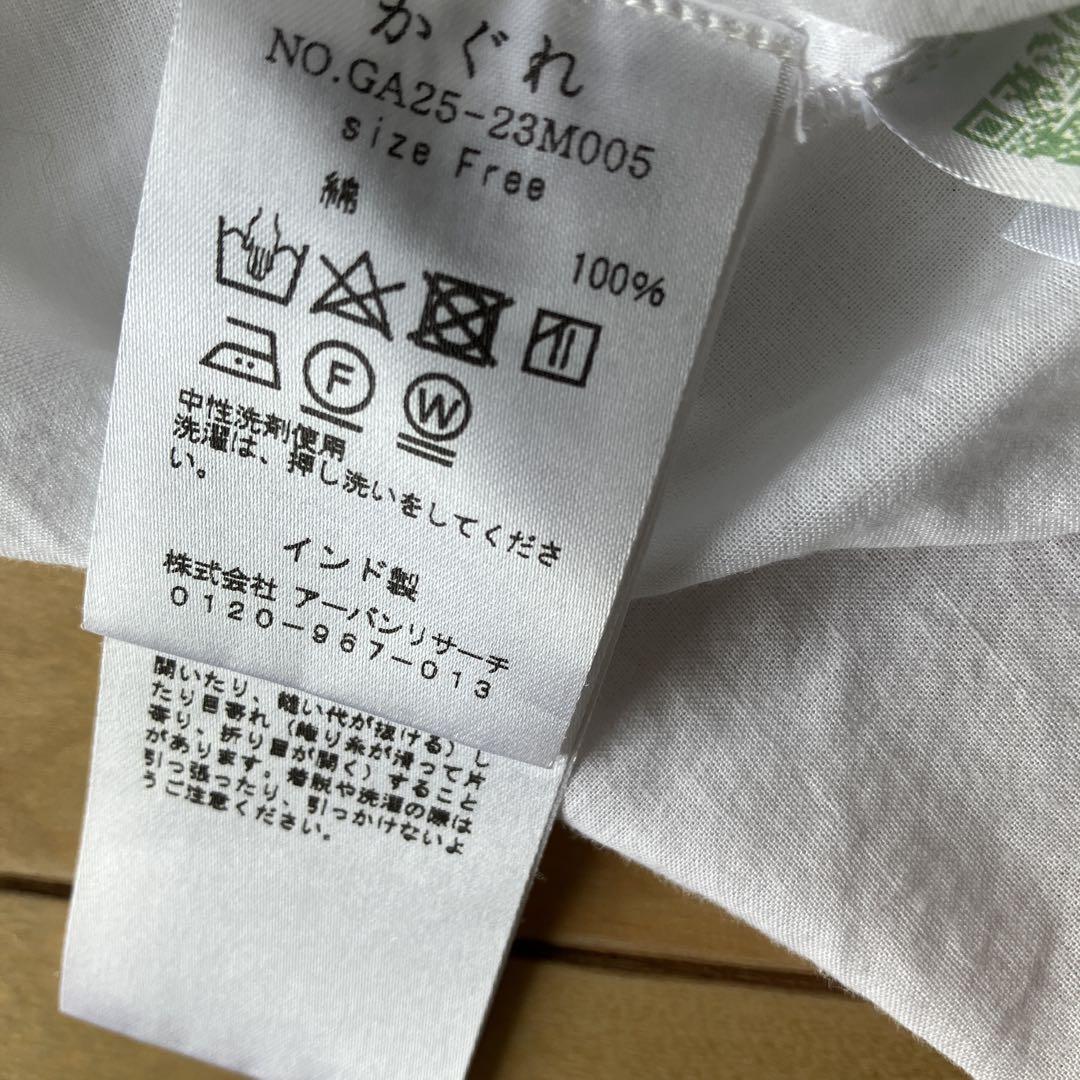 かぐれ
NO.GA25-23M005
size Free
綿
100%
F
W
中性洗剤使用
洗濯は、押し洗いをしてくださ
い。
インド製
株式会社 アーバンリサーチ
0120-967-013
開いたり、縫い代が抜ける）し
たり目寄れ（織り糸が滑って片
寄り、折り目が開く）すること
があります。着脱や洗濯の際は
引っ張ったり、引っかけないよ
うご注意ください。